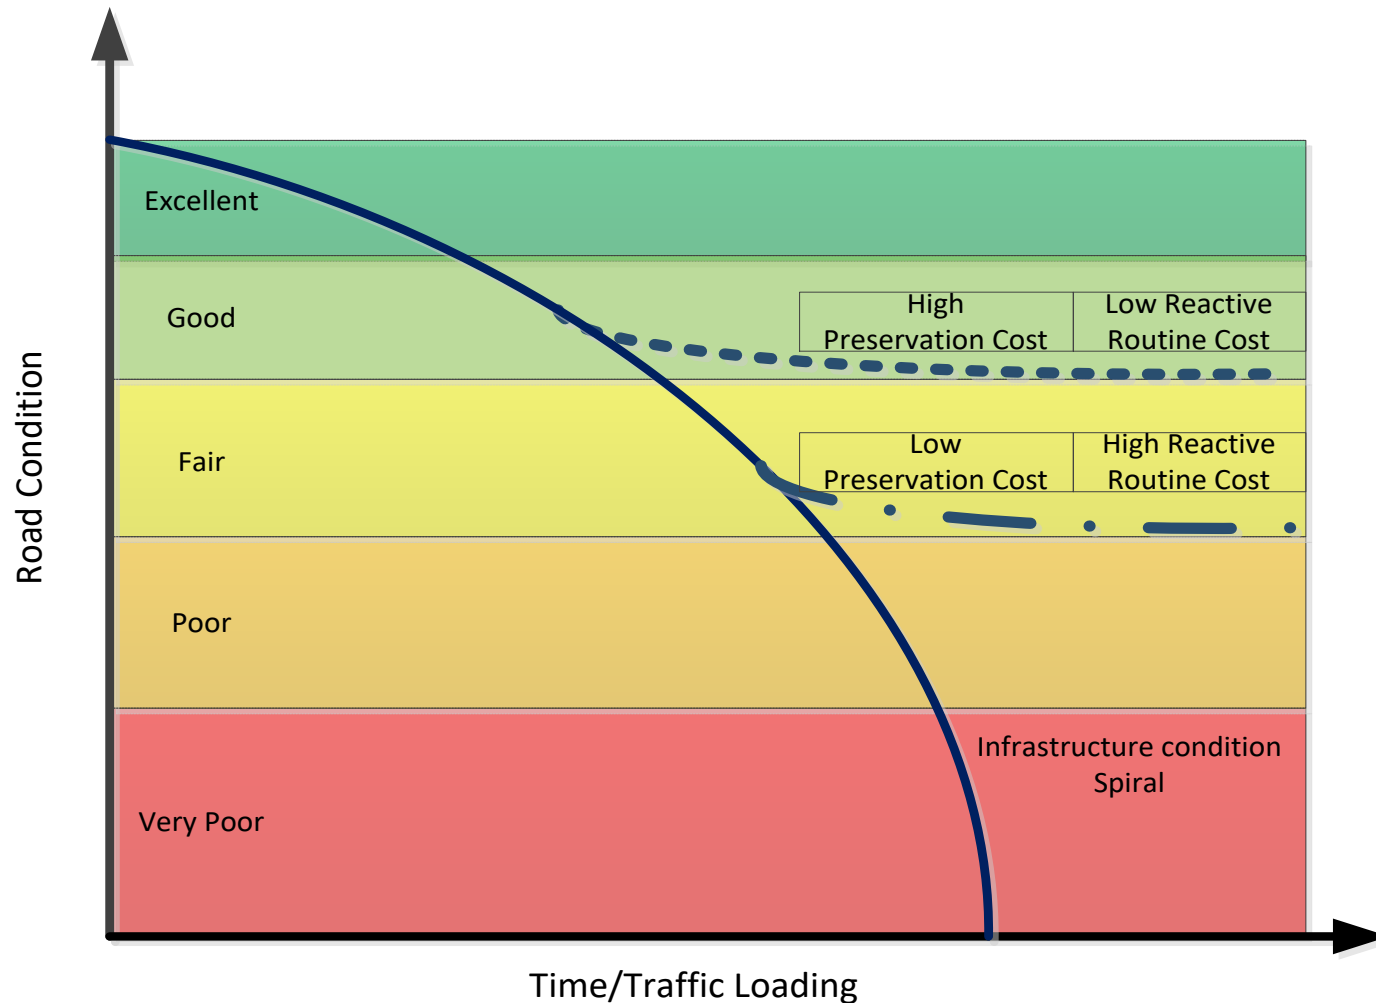 Excellent
Good
High
Preservation Cost
Low Reactive
Routine Cost
Fair
Low
Preservation Cost
High Reactive
Routine Cost
Poor
Infrastructure condition
Spiral
Very Poor
Road Condition
Time/Traffic Loading